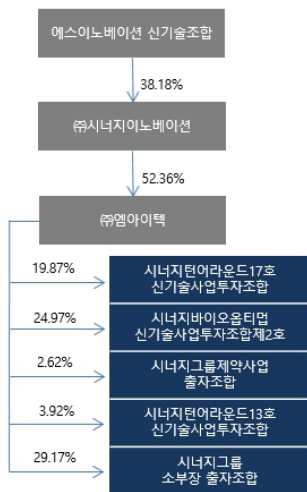 에스이노베이션 신기술조합
38.18%
㈜시너지이노베이션
52.36%
㈜엠아이텍
19.87%
시너지턴어라운드17호
신기술사업투자조합
24.97%
시너지바이오옵티멈
신기술사업투자조합제2호
2.62%
시너지그룹제약사업
출자조합
3.92%
시너지턴어라운드13호
신기술사업투자조합
29.17%
시너지그룹
소부장 출자조합